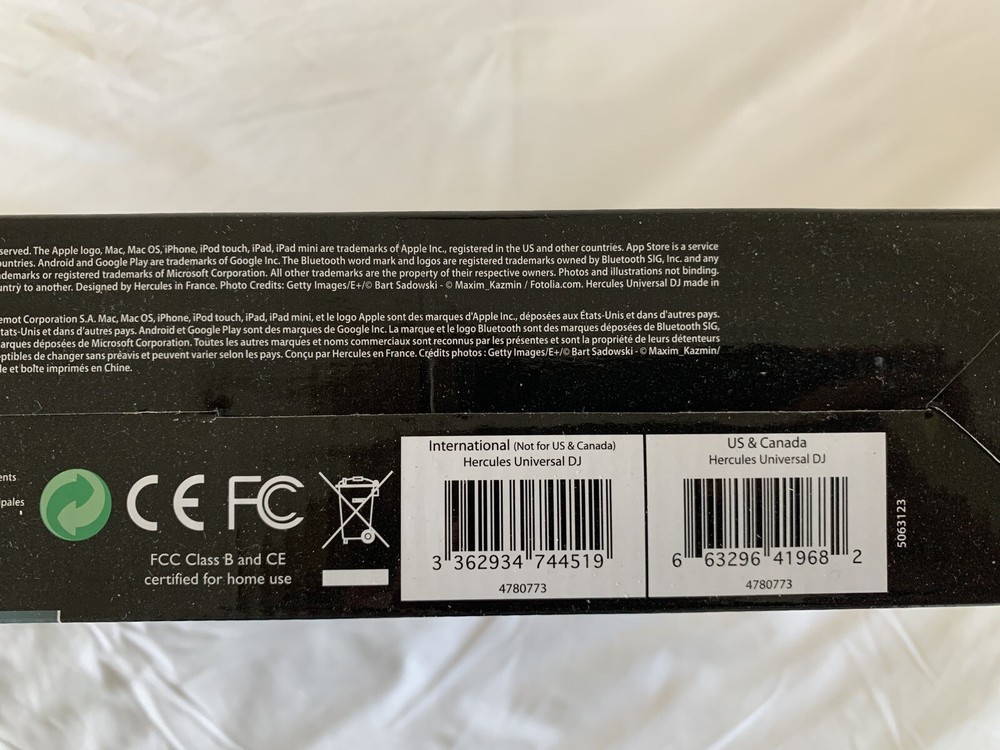 served. The Apple logo, Mac, Mac OS, iPhone, iPod touch, iPad, iPad mini are trademarks of Apple Inc., registered in the US and other countries. App Store is a service
ountries. Android and Google Play are trademarks of Google Inc. The Bluetooth word mark and logos are registered trademarks owned by Bluetooth SIG, Inc. and any
demarks or registered trademarks of Microsoft Corporation. All other trademarks are the property of their respective owners. Photos and illustrations not binding.
untry to another. Designed by Hercules in France. Photo Credits: Getty Images/E+/© Bart Sadowski - © Maxim_Kazmin / Fotolia.com. Hercules Universal DJ made in
emot Corporation S.A. Mac, Mac OS, iPhone, iPod touch, iPad, iPad mini, et le logo Apple sont des marques d'Apple Inc., déposées aux États-Unis et dans d'autres pays.
tats-Unis et dans d'autres pays. Android et Google Play sont des marques de Google Inc. La marque et le logo Bluetooth sont des marques déposées de Bluetooth SIG,
arques déposées de Microsoft Corporation. Toutes les autres marques et noms commerciaux sont reconnus par les présentes et sont la propriété de leurs détenteurs
eptibles de changer sans préavis et peuvent varier selon les pays. Conçu par Hercules en France. Crédits photos : Getty Images/E+/© Bart Sadowski - © Maxim_Kazmin/
le et boîte imprimés en Chine.
ents
ipales
CE FC
FCC Class B and CE
certified for home use
International (Not for US & Canada)
Hercules Universal DJ
3 362934 744519
4780773
US & Canada
Hercules Universal DJ
6 63296 41968 2
4780773
5063123